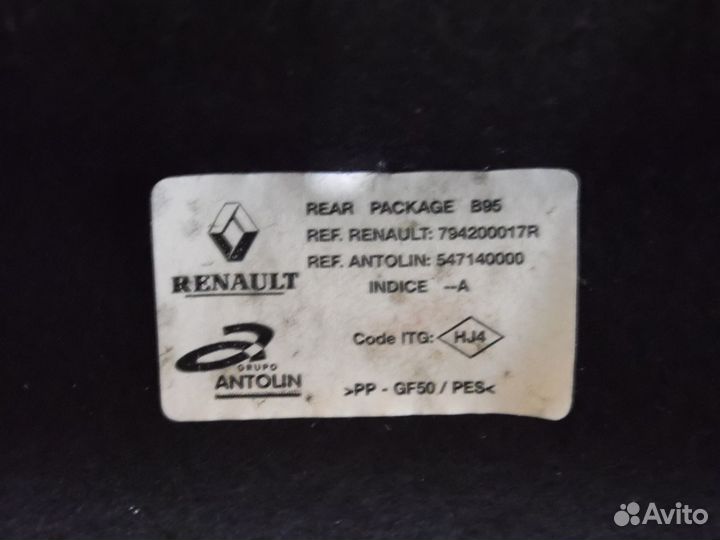 REAR PACKAGE B95
REF. RENAULT: 794200017R
REF. ANTOLIN: 547140000
INDICE --A
RENAULT
Code ITG: HJ4
GRUPO
ANTOLIN
>PP - GF50 / PES<
Avito